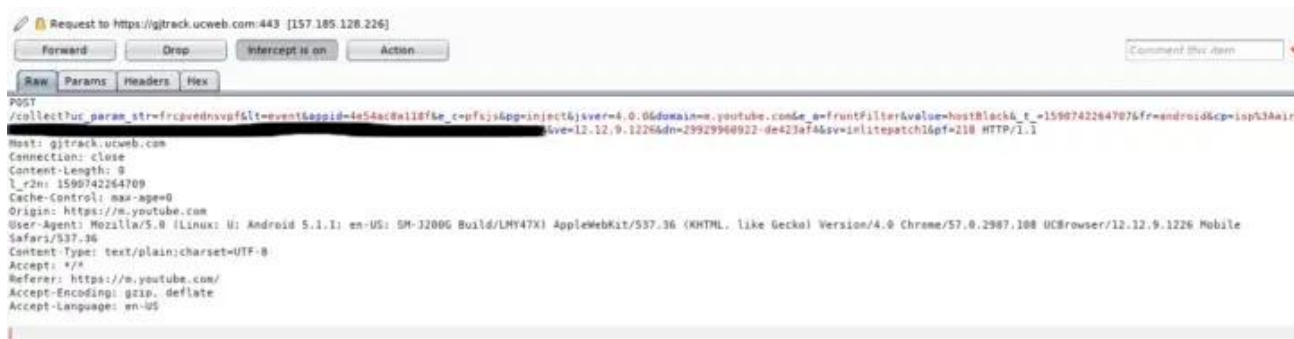 Request to https://gjtrack.ucweb.com:443 [157.185.128.226]
Forward Drop Intercept is on Action Comment this item
Raw Params Headers Hex
POST
/collect?uc_param_str=frcpvednsvpf&lt=event&appid=4e54ac0a118f&e_c=pfsjs&pg=inject&jsver=4.0.0&domain=m.youtube.com&e_a=fruntFilter&value=hostBlack&_t_=1590742264707&fr=android&cp=isp%3Aair
&ve=12.12.9.1226&dn=29929960922-de423af4&sv=inlitepatch1&pf=218 HTTP/1.1
Host: gjtrack.ucweb.com
Connection: close
Content-Length: 0
l_r2n: 1590742264709
Cache-Control: max-age=0
Origin: https://m.youtube.com
User-Agent: Mozilla/5.0 (Linux; U; Android 5.1.1; en-US; SM-J200G Build/LMY47X) AppleWebKit/537.36 (KHTML, like Gecko) Version/4.0 Chrome/57.0.2987.108 UCBrowser/12.12.9.1226 Mobile
Safari/537.36
Content-Type: text/plain;charset=UTF-8
Accept: */*
Referer: https://m.youtube.com/
Accept-Encoding: gzip, deflate
Accept-Language: en-US